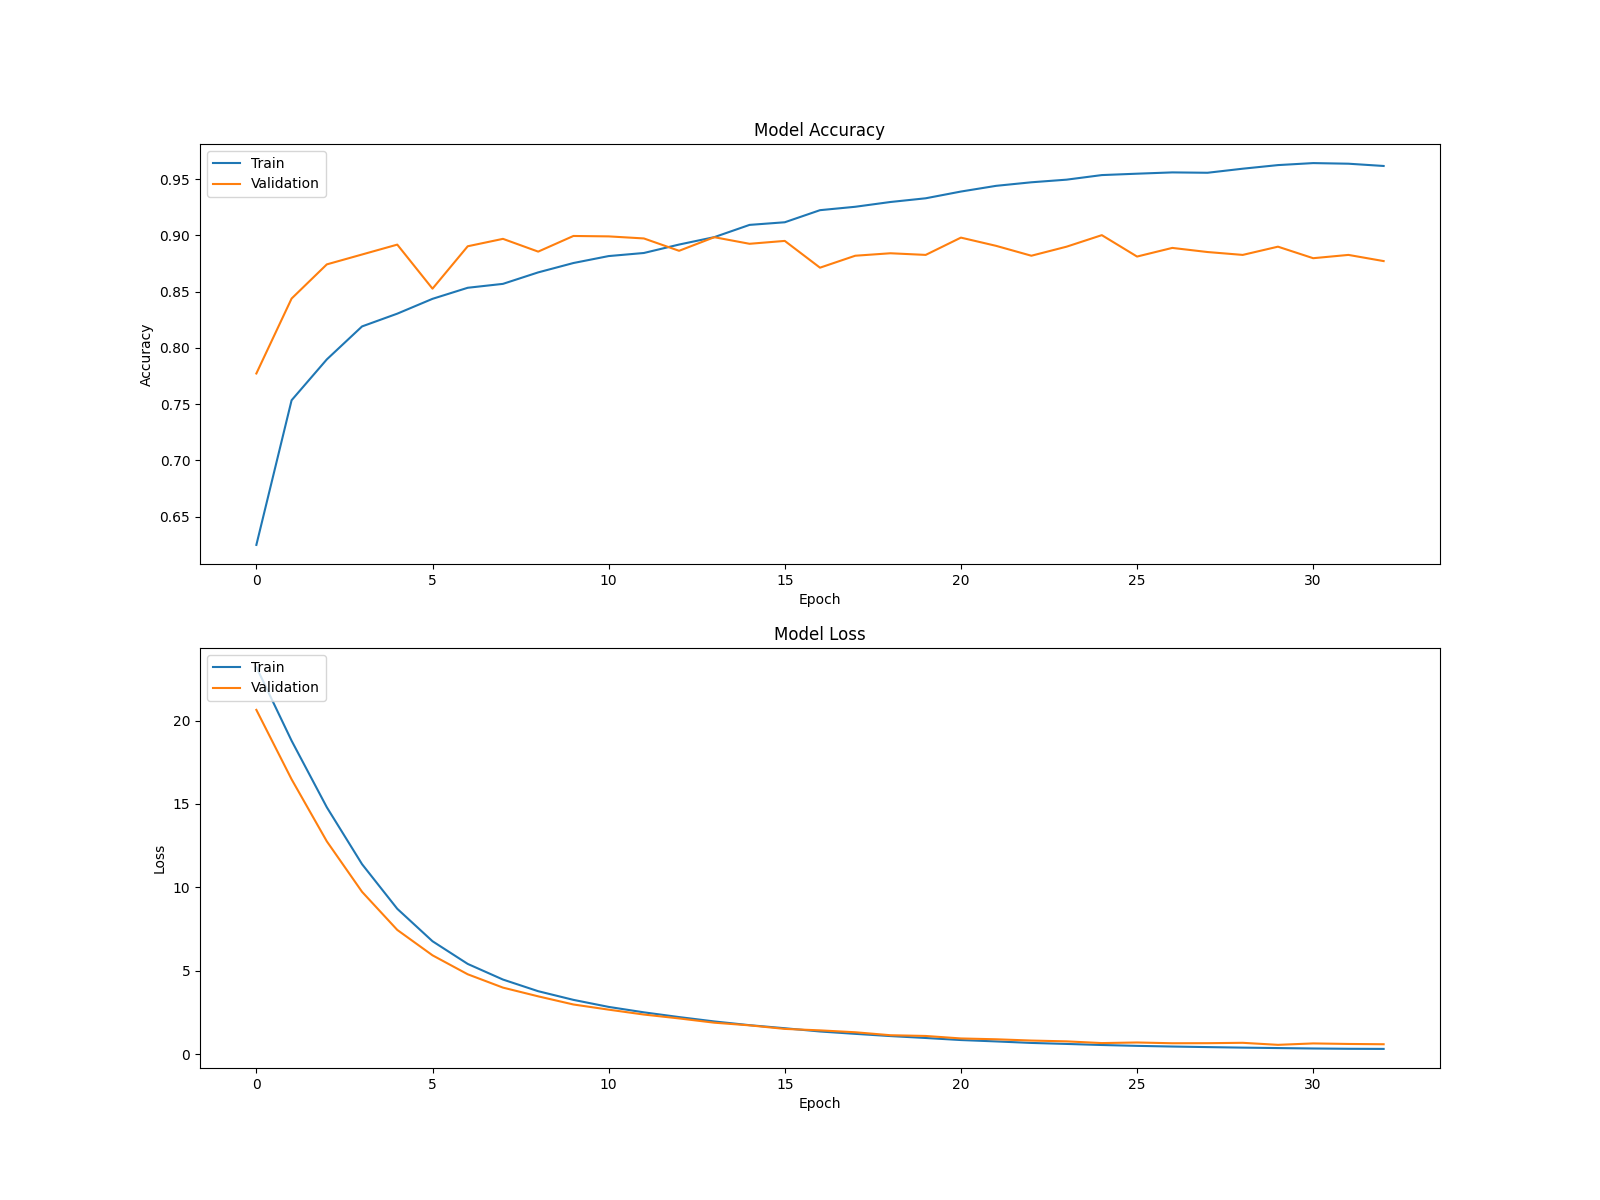 Model Accuracy
Train
Validation
0.95
0.90
0.85
0.80
0.75
0.70
0.65
Accuracy
0 5 10 15 20 25 30
Epoch
Model Loss
Train
Validation
20
15
10
5
0
Loss
0 5 10 15 20 25 30
Epoch